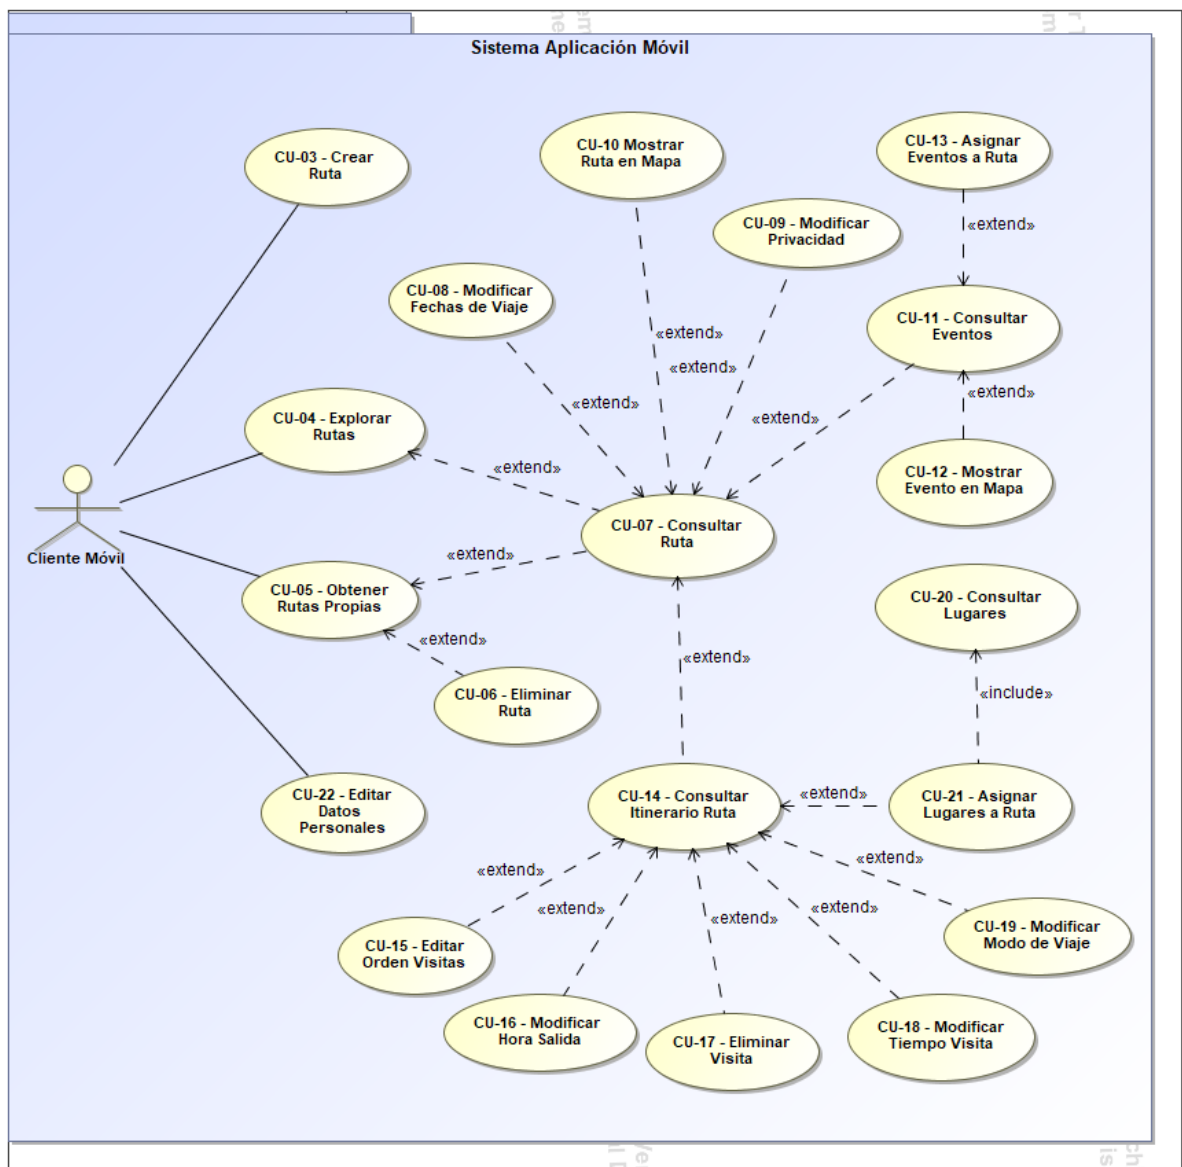 Sistema Aplicación Móvil
CU-03 - Crear
Ruta
CU-10 Mostrar
Ruta en Mapa
CU-13 - Asignar
Eventos a Ruta
«extend»
CU-09 - Modificar
Privacidad
CU-08 - Modificar
Fechas de Viaje
CU-11 - Consultar
Eventos
«extend»
«extend»
«extend»
«extend»
«extend»
CU-04 - Explorar
Rutas
«extend»
CU-12 - Mostrar
Evento en Mapa
CU-07 - Consultar
Ruta
Cliente Móvil
«extend»
CU-05 - Obtener
Rutas Propias
CU-20 - Consultar
Lugares
«extend»
«extend»
CU-06 - Eliminar
Ruta
«include»
CU-22 - Editar
Datos
Personales
CU-14 - Consultar
Itinerario Ruta
«extend»
CU-21 - Asignar
Lugares a Ruta
«extend»
«extend»
«extend»
«extend»
«extend»
CU-15 - Editar
Orden Visitas
CU-19 - Modificar
Modo de Viaje
CU-16 - Modificar
Hora Salida
CU-17 - Eliminar
Visita
CU-18 - Modificar
Tiempo Visita